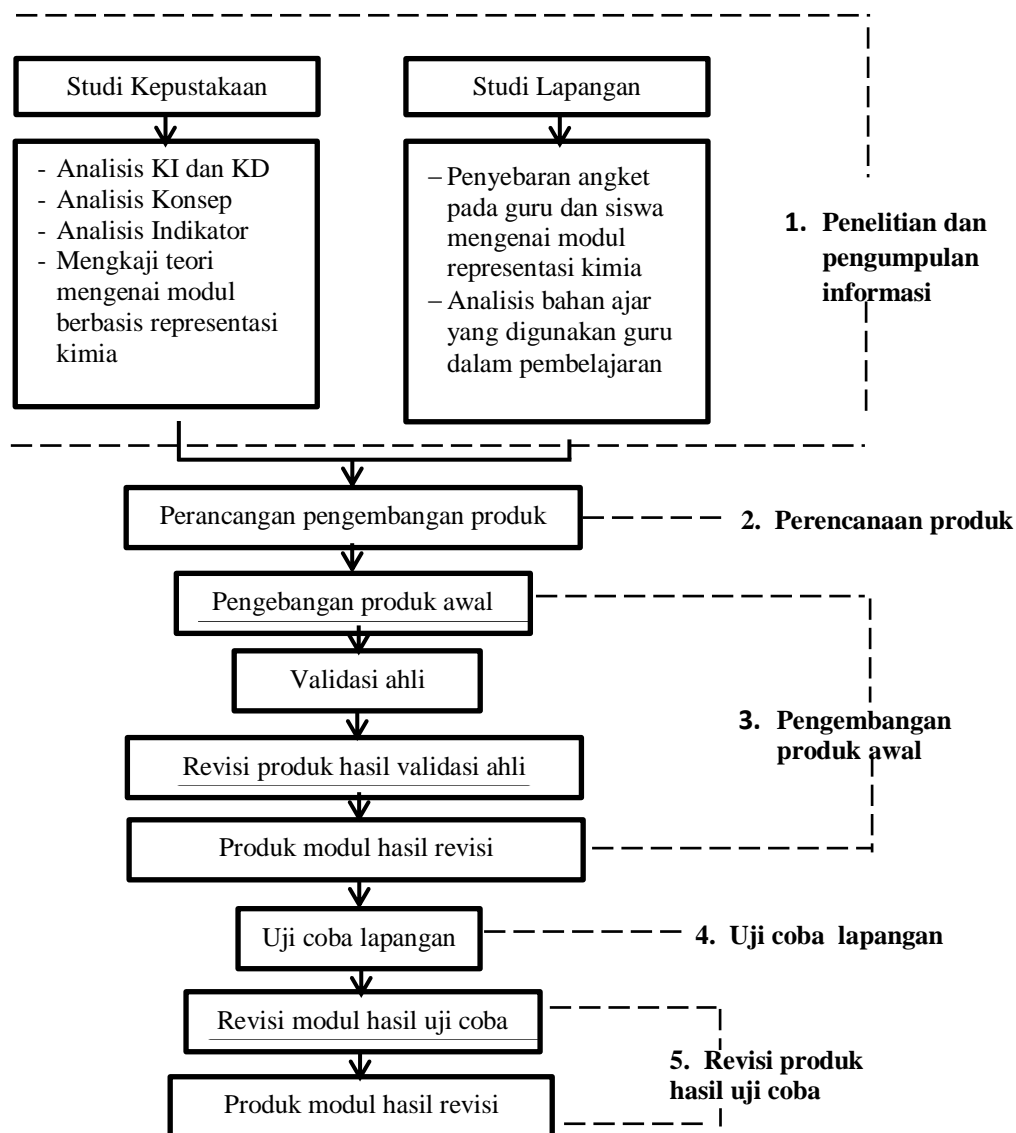 Studi Kepustakaan
- Analisis KI dan KD
- Analisis Konsep
- Analisis Indikator
- Mengkaji teori
mengenai modul
berbasis representasi
kimia
Studi Lapangan
– Penyebaran angket
pada guru dan siswa
mengenai modul
representasi kimia
– Analisis bahan ajar
yang digunakan guru
dalam pembelajaran
1. Penelitian dan
pengumpulan
informasi
Perancangan pengembangan produk
2. Perencanaan produk
Pengebangan produk awal
Validasi ahli
Revisi produk hasil validasi ahli
Produk modul hasil revisi
3. Pengembangan
produk awal
Uji coba lapangan
4. Uji coba lapangan
Revisi modul hasil uji coba
Produk modul hasil revisi
5. Revisi produk
hasil uji coba